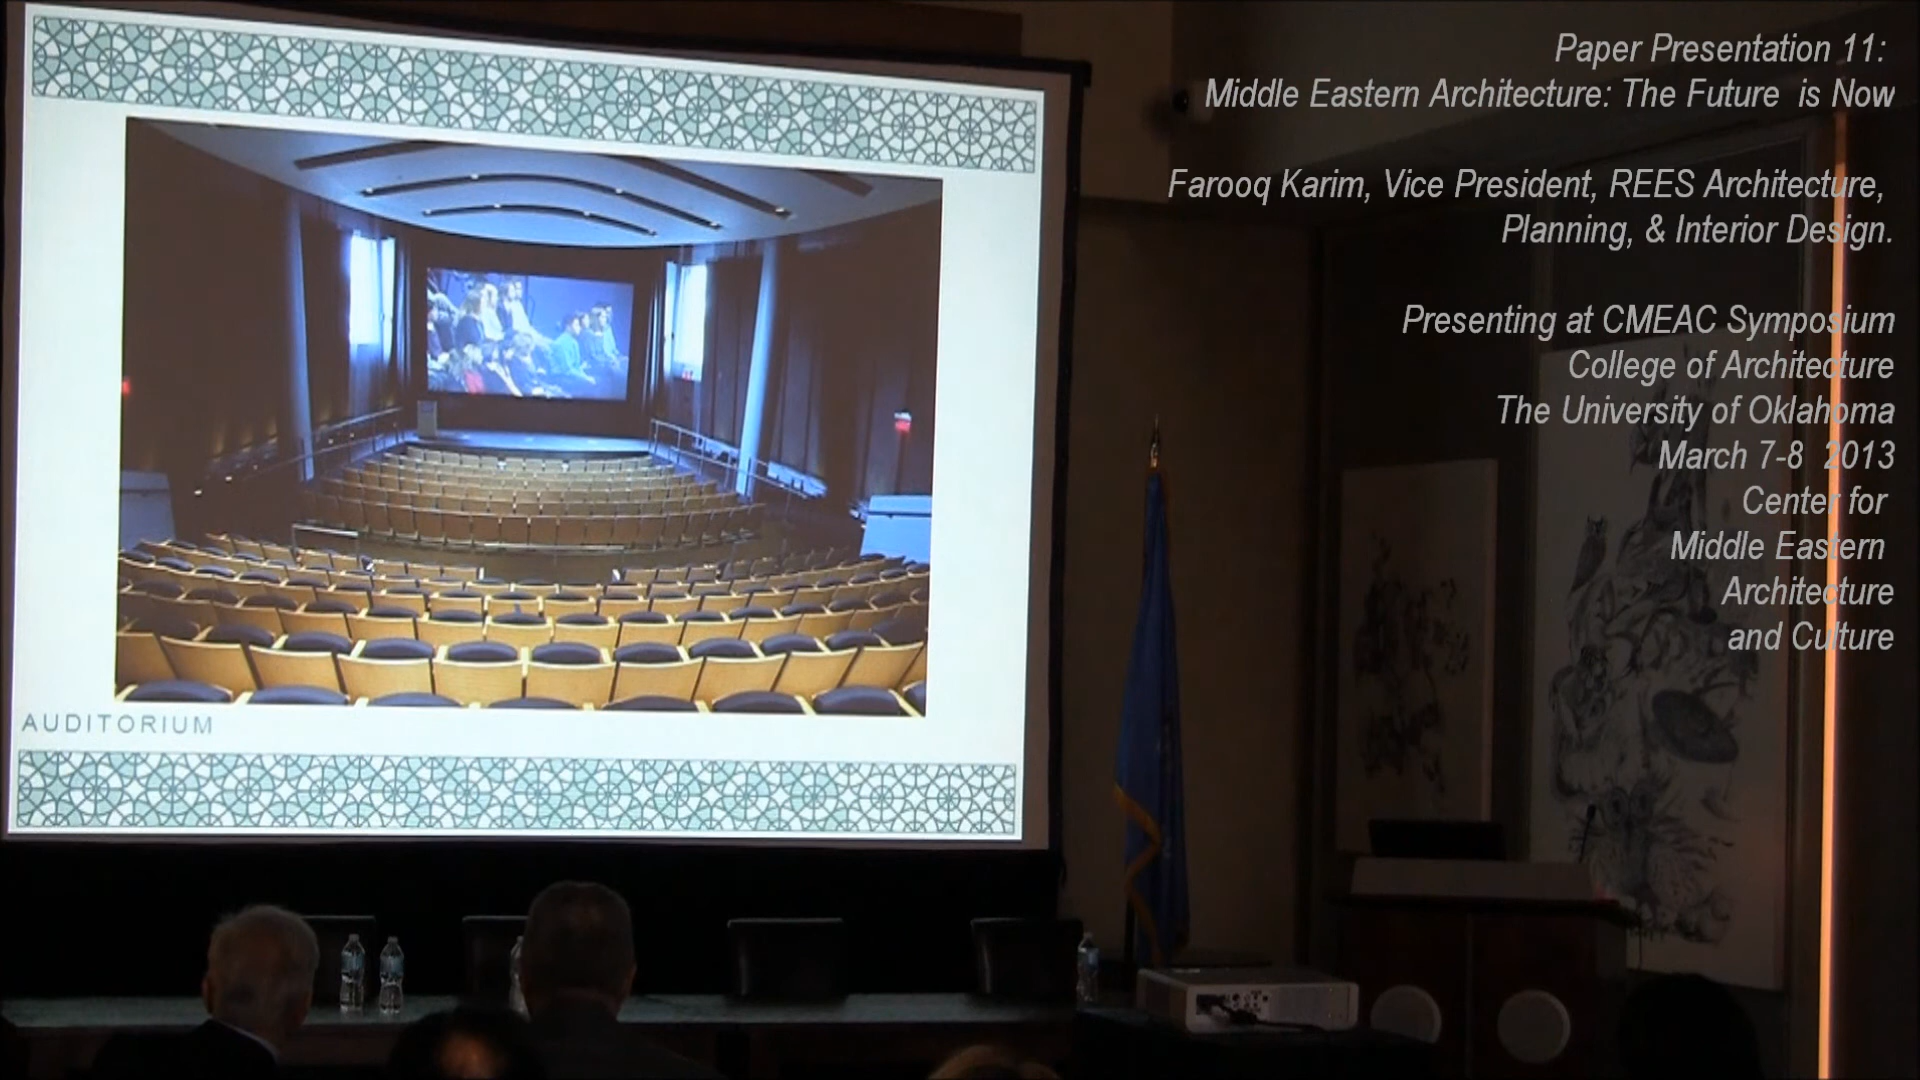 Paper Presentation 11:
Middle Eastern Architecture: The Future is Now
Farooq Karim, Vice President, REES Architecture,
Planning, & Interior Design.
Presenting at CMEAC Symposium
College of Architecture
The University of Oklahoma
March 7-8 2013
Center for
Middle Eastern
Architecture
and Culture
AUDITORIUM